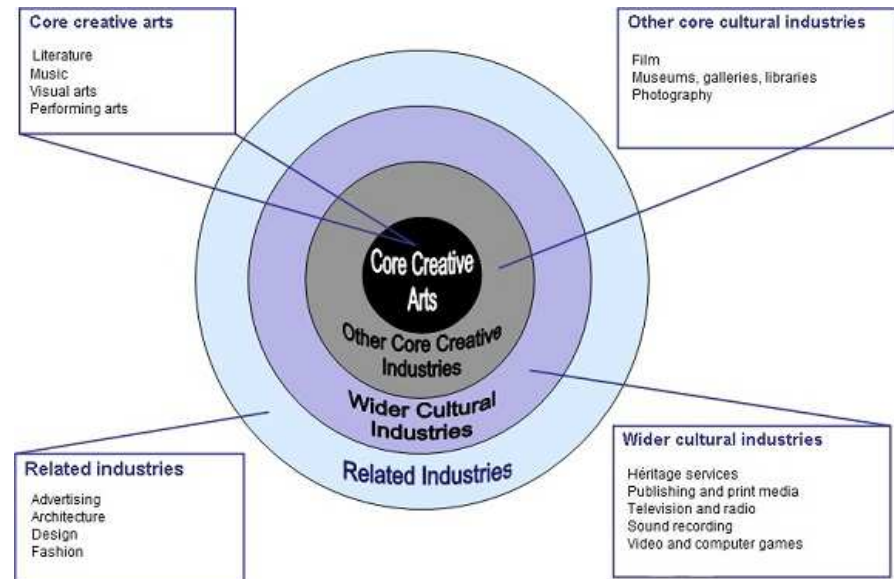 Core creative arts
Literature
Music
Visual arts
Performing arts
Other core cultural industries
Film
Museums, galleries, libraries
Photography
Core Creative
Arts
Other Core Creative
Industries
Wider Cultural
Industries
Related Industries
Related industries
Advertising
Architecture
Design
Fashion
Wider cultural industries
Héritage services
Publishing and print media
Television and radio
Sound recording
Video and computer games